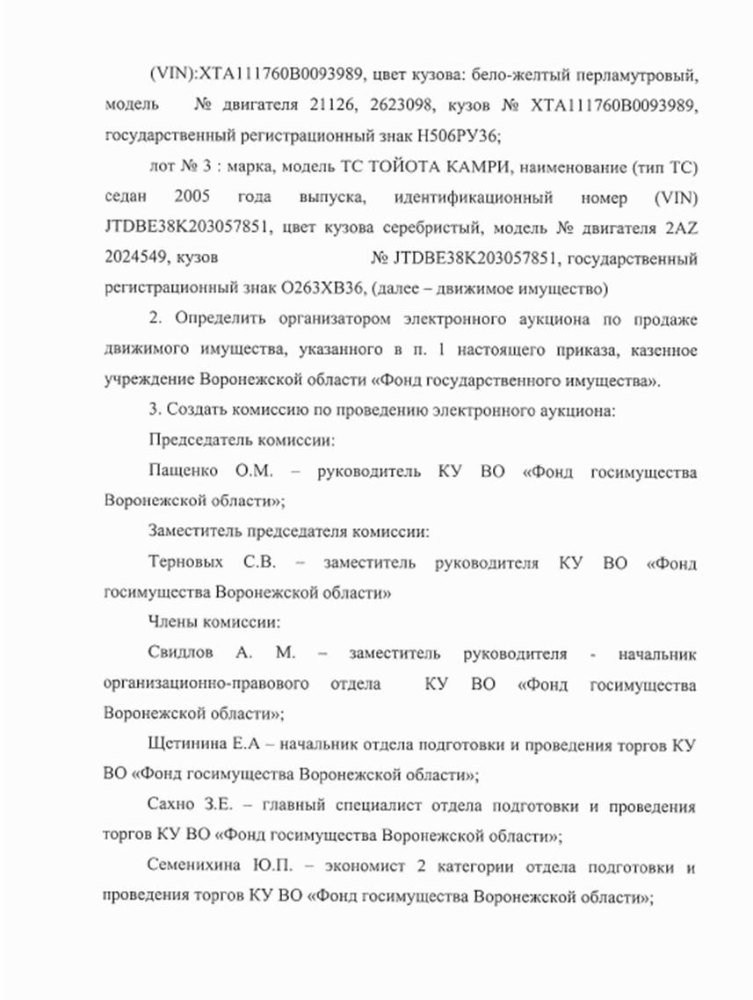 (VIN):XTA111760B0093989, цвет кузова: бело-желтый перламутровый,
модель № двигателя 21126, 2623098, кузов № XTA111760B0093989,
государственный регистрационный знак Н506РУ36;
лот № 3 : марка, модель ТС ТОЙОТА КАМРИ, наименование (тип ТС)
седан 2005 года выпуска, идентификационный номер (VIN)
JTDBE38K203057851, цвет кузова серебристый, модель № двигателя 2AZ
2024549, кузов № JTDBE38K203057851, государственный
регистрационный знак О263ХВ36, (далее – движимое имущество)
2. Определить организатором электронного аукциона по продаже
движимого имущества, указанного в п. 1 настоящего приказа, казенное
учреждение Воронежской области «Фонд государственного имущества».
3. Создать комиссию по проведению электронного аукциона:
Председатель комиссии:
Пащенко О.М. – руководитель КУ ВО «Фонд госимущества
Воронежской области»;
Заместитель председателя комиссии:
Терновых С.В. – заместитель руководителя КУ ВО «Фонд
госимущества Воронежской области»
Члены комиссии:
Свидлов А. М. – заместитель руководителя - начальник
организационно-правового отдела КУ ВО «Фонд госимущества
Воронежской области»;
Щетинина Е.А – начальник отдела подготовки и проведения торгов КУ
ВО «Фонд госимущества Воронежской области»;
Сахно З.Е. – главный специалист отдела подготовки и проведения
торгов КУ ВО «Фонд госимущества Воронежской области»;
Семенихина Ю.П. – экономист 2 категории отдела подготовки и
проведения торгов КУ ВО «Фонд госимущества Воронежской области»;